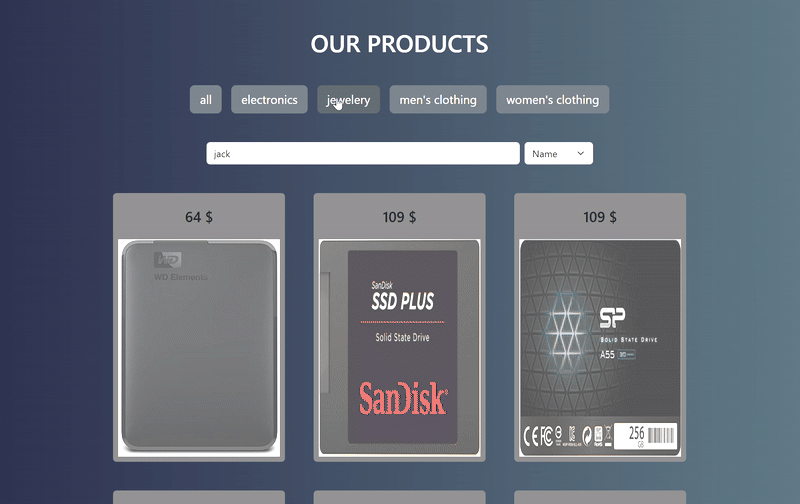 OUR PRODUCTS
all electronics jewelery men's clothing women's clothing
jack Name
64 $ 109 $ 109 $
WD
WD Elements
SanDisk
SSD PLUS
Solid State Drive
SanDisk
SP
SOLID STATE DRIVE
A55
256
GB